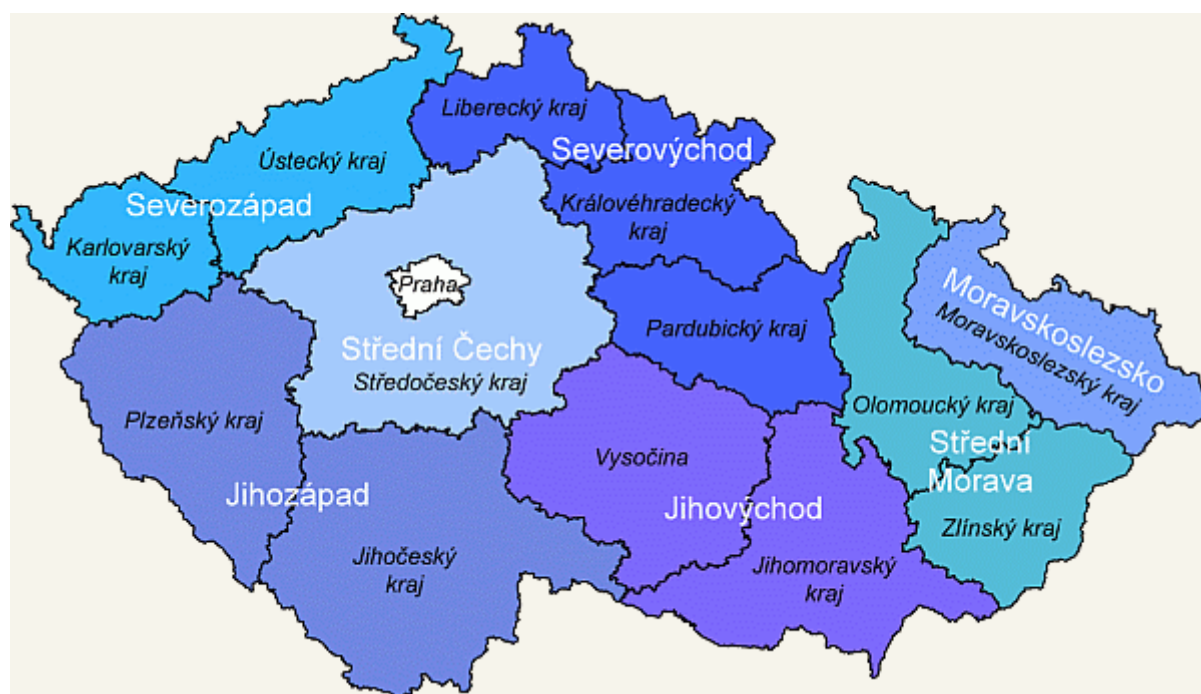 Liberecký kraj
Severovýchod
Ústecký kraj
Severozápad
Královéhradecký
kraj
Karlovarský
kraj
Praha
Moravskoslezsko
Moravskoslezský kraj
Pardubický kraj
Střední Čechy
Středočeský kraj
Plzeňský kraj
Olomoucký kraj
Střední
Morava
Vysočina
Jihozápad
Jihovýchod
Zlínský kraj
Jihočeský
kraj
Jihomoravský
kraj